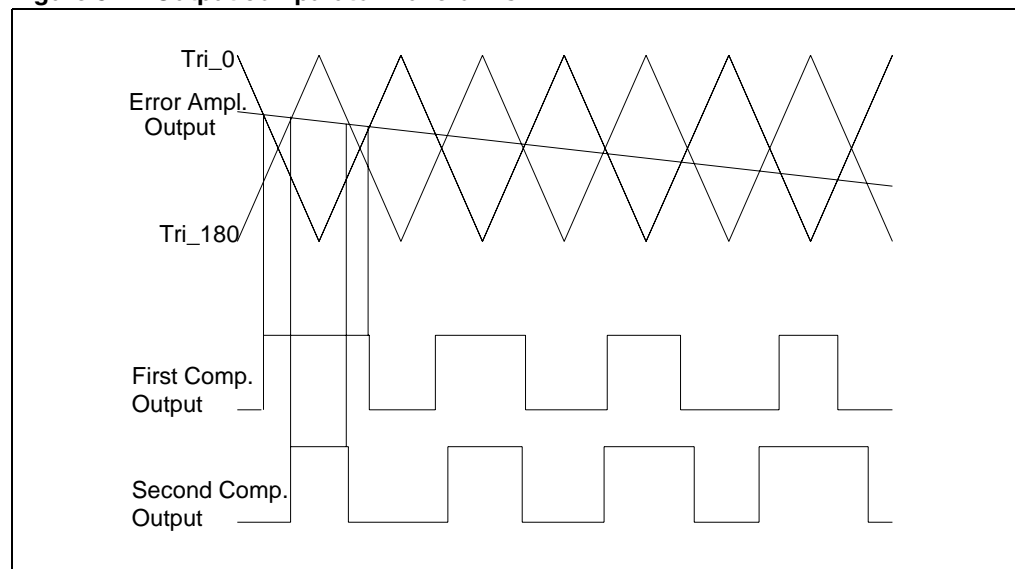 Tri_0
Error Ampl.
Output
Tri_180
First Comp.
Output
Second Comp.
Output